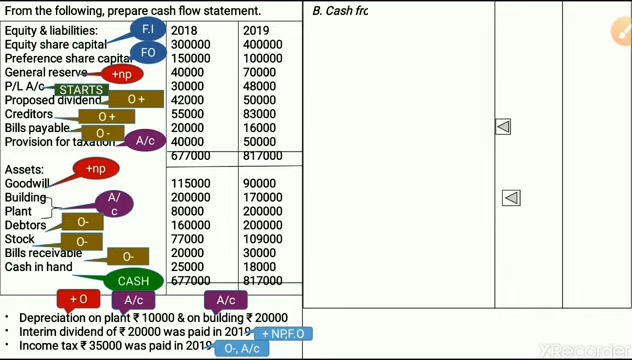 From the following, prepare cash flow statement.
B. Cash frc
Equity & liabilities: F.I 2018 2019
Equity share capital 300000 400000
Preference share capital FO 150000 100000
General reserve +np 40000 70000
P/L A/c STARTS 30000 48000
Proposed dividend O + 42000 50000
Creditors O + 55000 83000
Bills payable O - 20000 16000
Provision for taxation A/c 40000 50000
677000 817000
Assets: +np
Goodwill 115000 90000
Building A/c 200000 170000
Plant 80000 200000
Debtors O- 160000 200000
Stock O- 77000 109000
Bills receivable O- 20000 30000
Cash in hand 25000 18000
CASH 677000 817000
+ O A/c A/c
• Depreciation on plant ₹ 10000 & on building ₹ 20000
• Interim dividend of ₹ 20000 was paid in 2019 + NP,F.O
• Income tax ₹ 35000 was paid in 2019 O-, A/c
XRecorder